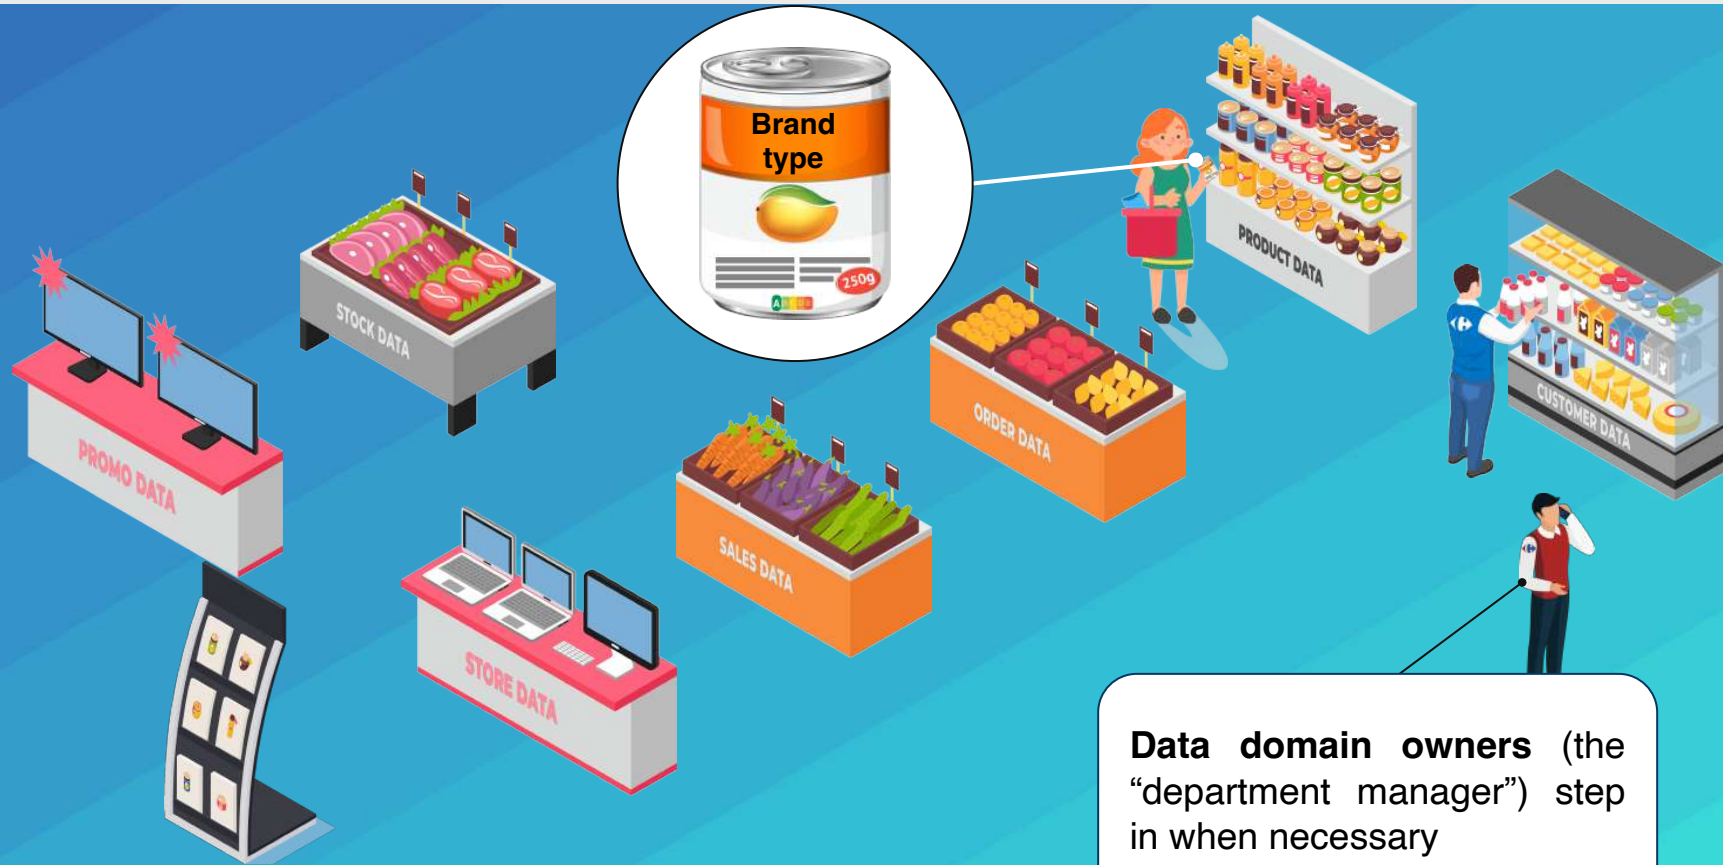 Brand
type
250g
A
PRODUCT DATA
STOCK DATA
CUSTOMER DATA
ORDER DATA
PROMO DATA
SALES DATA
STORE DATA
Data domain owners (the
“department manager”) step
in when necessary